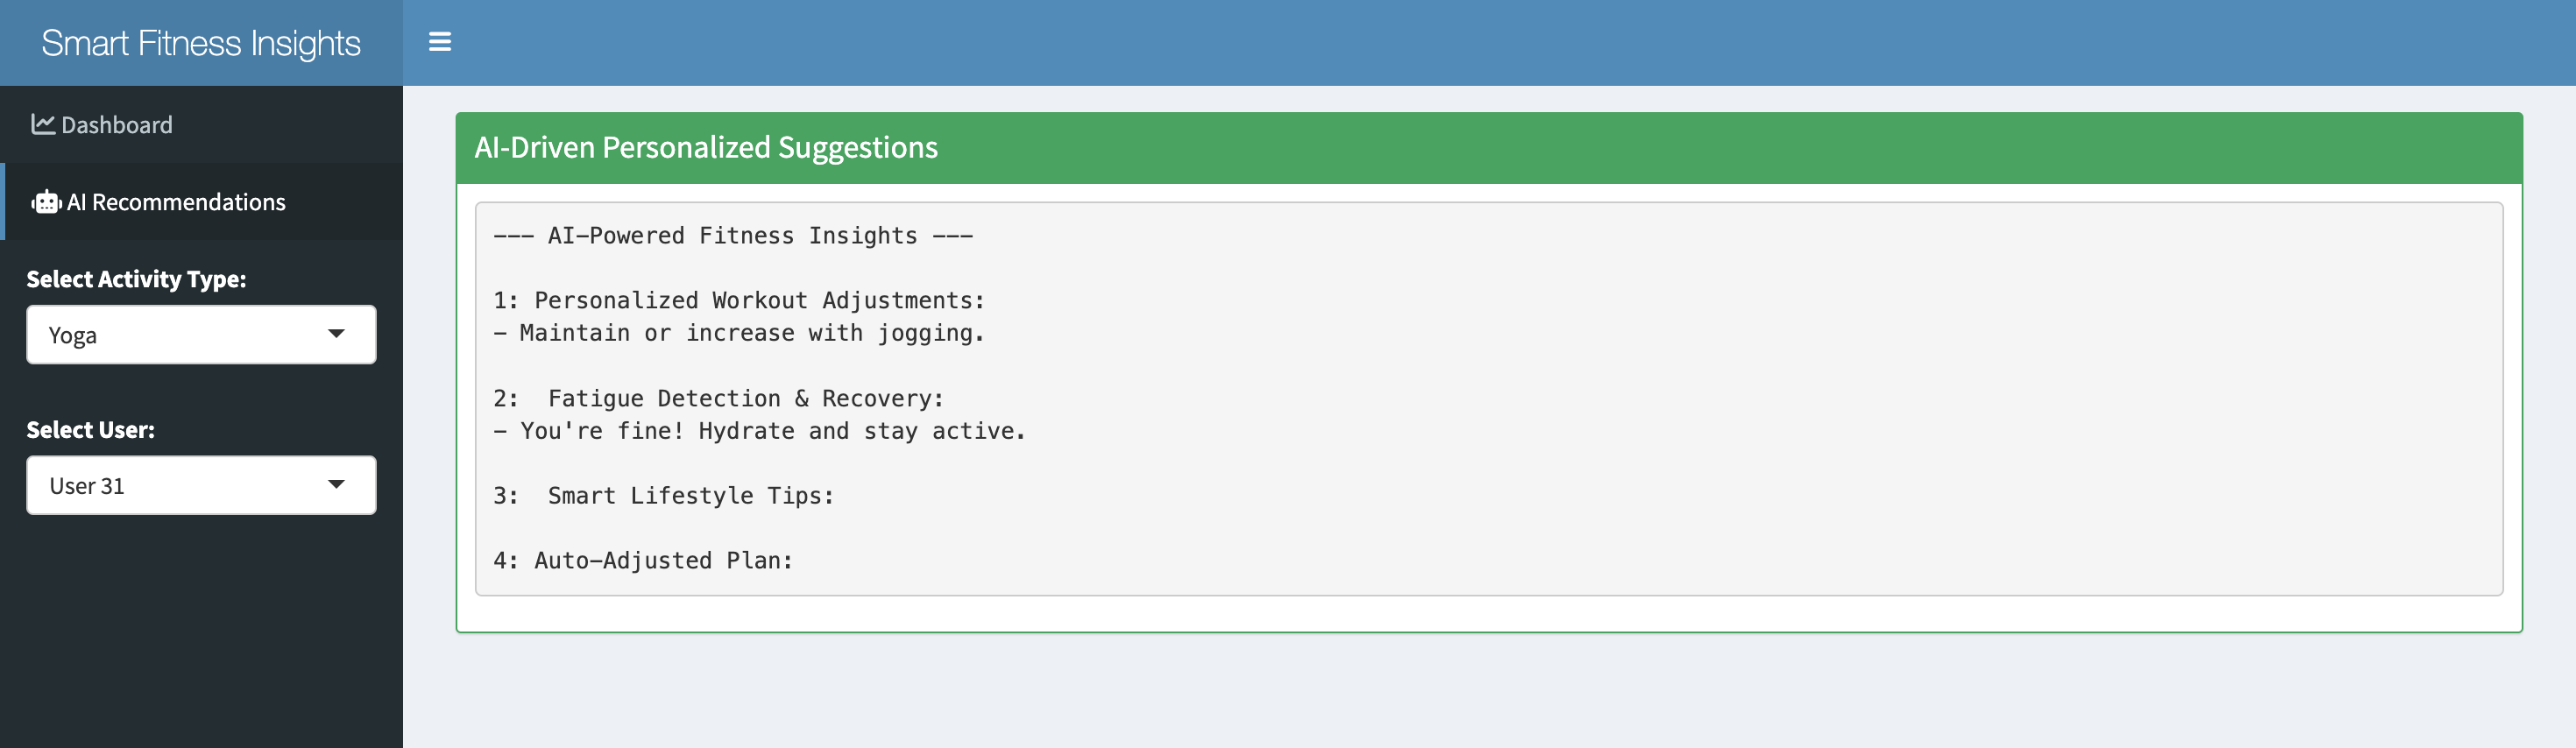 Smart Fitness Insights
Dashboard
AI Recommendations
Select Activity Type:
Yoga
Select User:
User 31
AI-Driven Personalized Suggestions
--- AI-Powered Fitness Insights ---
1: Personalized Workout Adjustments:
- Maintain or increase with jogging.
2:  Fatigue Detection & Recovery:
- You're fine! Hydrate and stay active.
3:  Smart Lifestyle Tips:
4: Auto-Adjusted Plan: